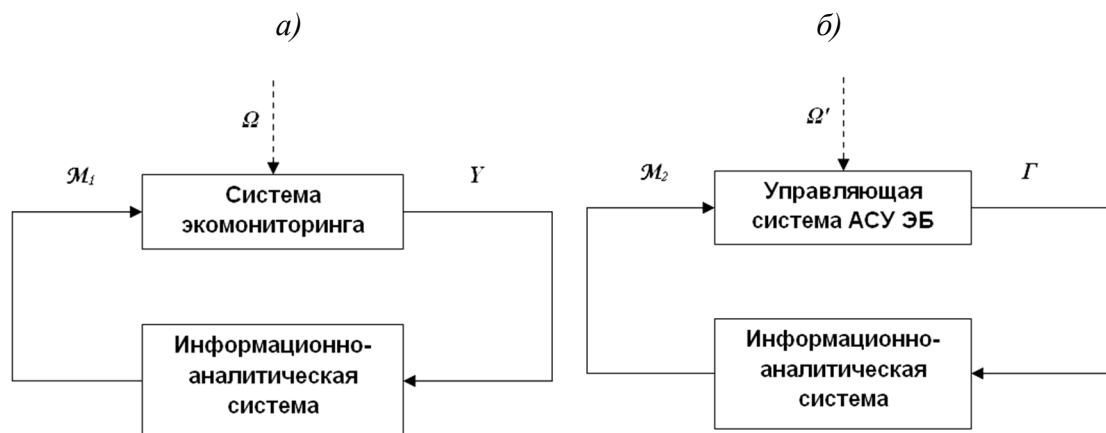 а)
Ω
ℳ₁
Υ
Система
экомониторинга
Информационно-
аналитическая
система
б)
Ω'
ℳ₂
Γ
Управляющая
система АСУ ЭБ
Информационно-
аналитическая
система